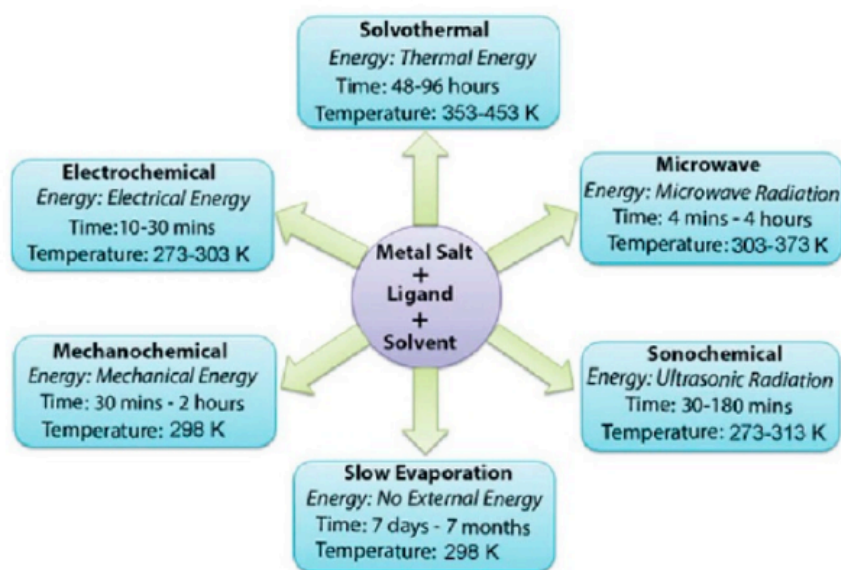 Solvothermal
Energy: Thermal Energy
Time: 48-96 hours
Temperature: 353-453 K
Electrochemical
Energy: Electrical Energy
Time:10-30 mins
Temperature: 273-303 K
Microwave
Energy: Microwave Radiation
Time: 4 mins - 4 hours
Temperature: 303-373 K
Metal Salt
+
Ligand
+
Solvent
Mechanochemical
Energy: Mechanical Energy
Time: 30 mins - 2 hours
Temperature: 298 K
Sonochemical
Energy: Ultrasonic Radiation
Time: 30-180 mins
Temperature: 273-313 K
Slow Evaporation
Energy: No External Energy
Time: 7 days - 7 months
Temperature: 298 K